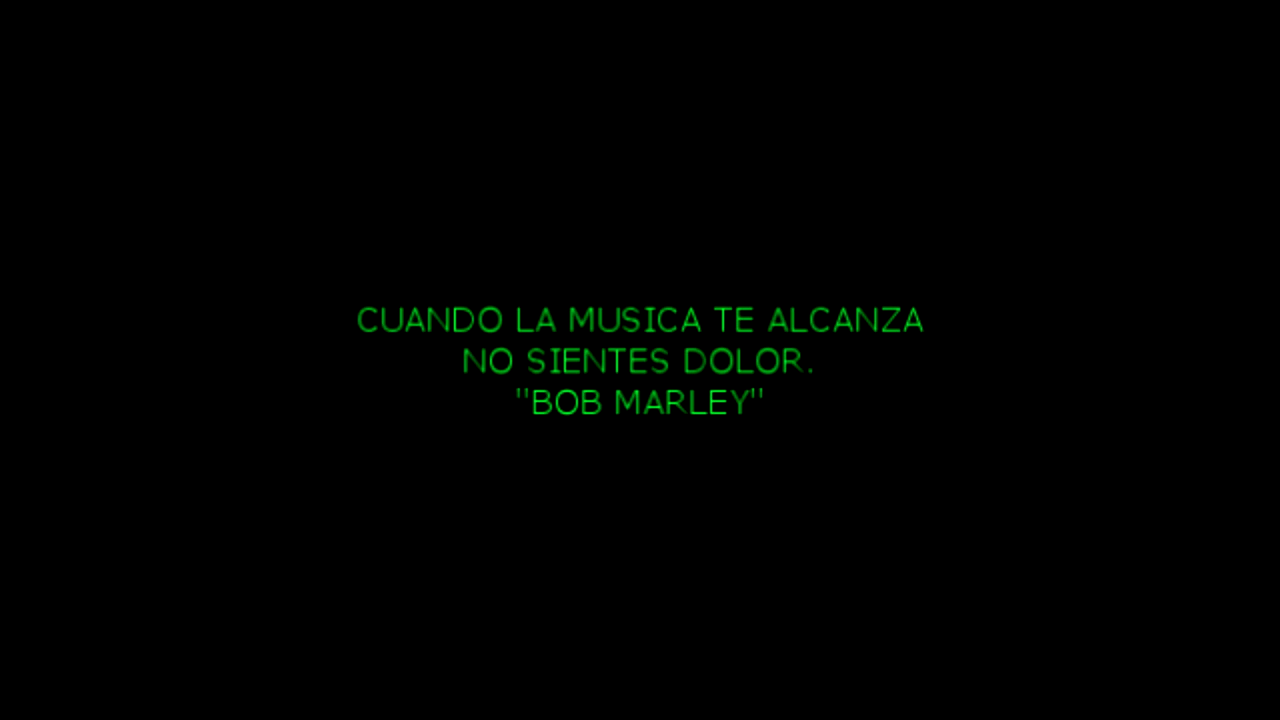 CUANDO LA MUSICA TE ALCANZA
NO SIENTES DOLOR.
"BOB MARLEY"